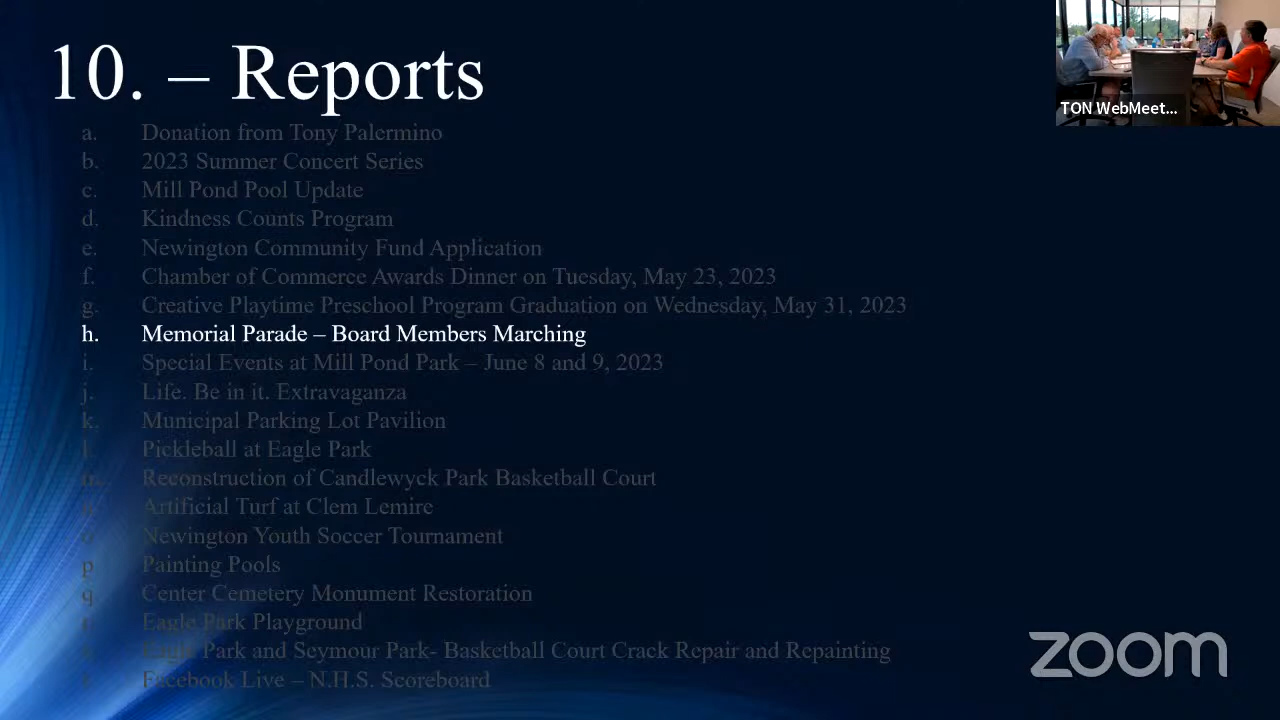 10. – Reports
TON WebMeet...
a. Donation from Tony Palermino
b. 2023 Summer Concert Series
c. Mill Pond Pool Update
d. Kindness Counts Program
e. Newington Community Fund Application
f. Chamber of Commerce Awards Dinner on Tuesday, May 23, 2023
g. Creative Playtime Preschool Program Graduation on Wednesday, May 31, 2023
h. Memorial Parade – Board Members Marching
i. Special Events at Mill Pond Park – June 8 and 9, 2023
j. Life. Be in it. Extravaganza
k. Municipal Parking Lot Pavilion
l. Pickleball at Eagle Park
m. Reconstruction of Candlewyck Park Basketball Court
n. Artificial Turf at Clem Lemire
o. Newington Youth Soccer Tournament
p. Painting Pools
q. Center Cemetery Monument Restoration
r. Eagle Park Playground
s. Eagle Park and Seymour Park- Basketball Court Crack Repair and Repainting
t. Facebook Live – N.H.S. Scoreboard
zoom